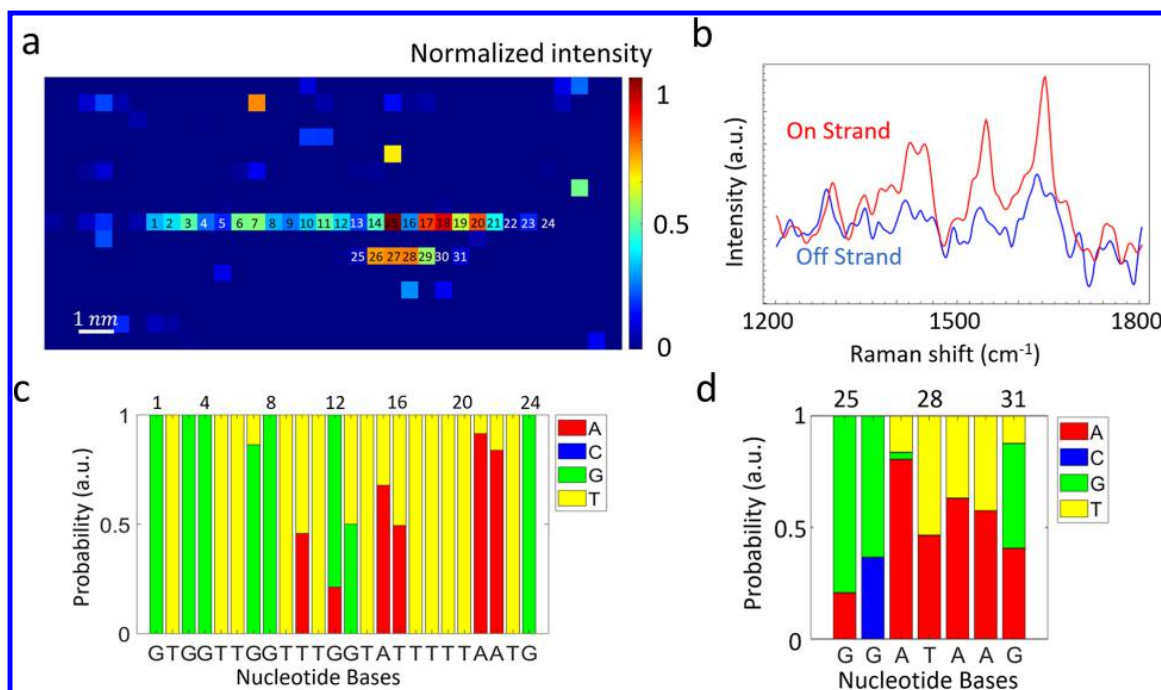 a
Normalized intensity
1
0.5
0
1 2 3 4 5 6 7 8 9 10 11 12 13 14 15 16 17 18 19 20 21 22 23 24
25 26 27 28 29 30 31
1 nm
b
Intensity (a.u.)
On Strand
Off Strand
1200 1500 1800
Raman shift (cm⁻¹)
c
1 4 8 12 16 20 24
Probability (a.u.)
1
0.5
0
A
C
G
T
GTGGTTGGTTTGGTATTTTTAATG
Nucleotide Bases
d
25 28 31
Probability (a.u.)
1
0.5
0
A
C
G
T
G G A T A A G
Nucleotide Bases